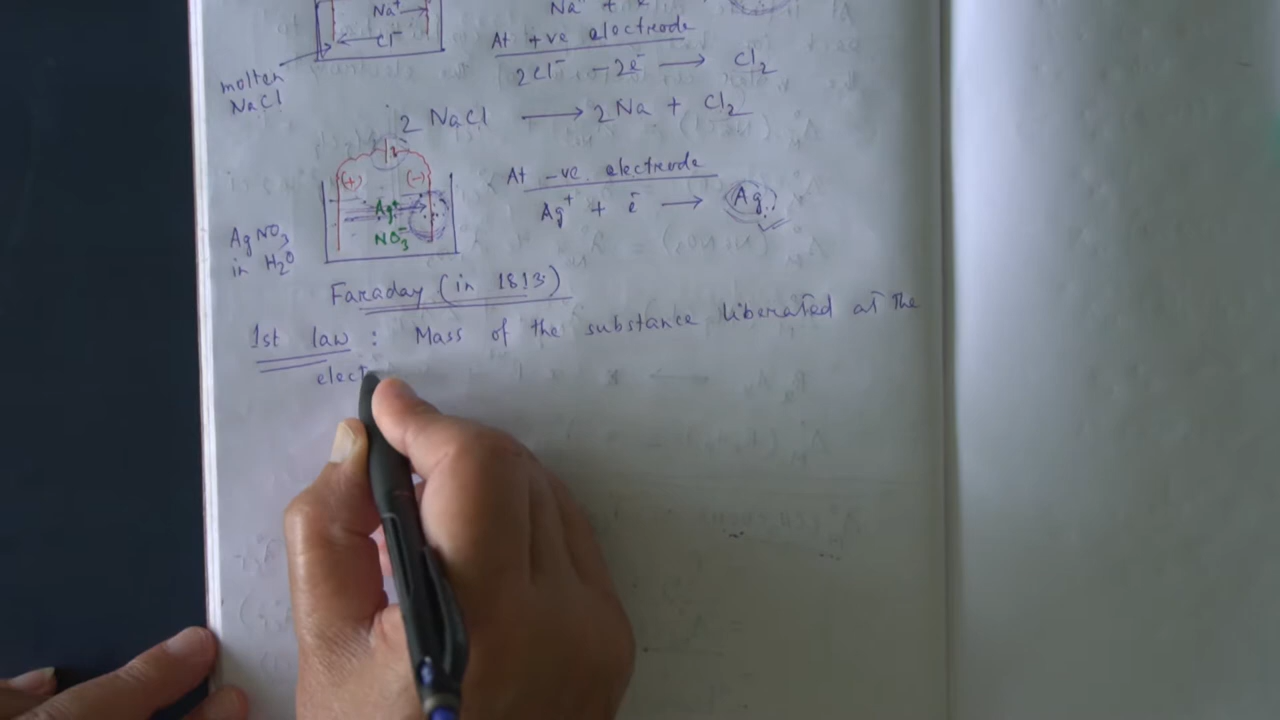 Na⁺ →
Na⁺ + e⁻
← Cl⁻
At +ve electrode
molten
NaCl
2Cl⁻ - 2e⁻ → Cl₂
2 NaCl → 2 Na + Cl₂
(+) (-)
At -ve electrode
Ag⁺ →
Ag⁺ + e⁻ → Ag
NO₃⁻
AgNO₃
in H₂O
Faraday (in 1813)
1st law : Mass of the substance liberated at the
elect